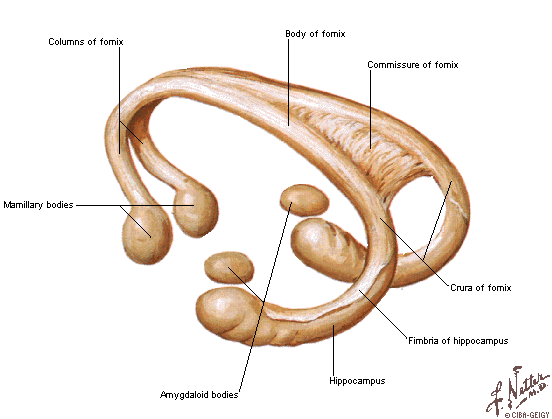 Columns of fornix
Body of fornix
Commissure of fornix
Mamillary bodies
Crura of fornix
Fimbria of hippocampus
Hippocampus
Amygdaloid bodies
F. Netter
M.D.
© CIBA-GEIGY